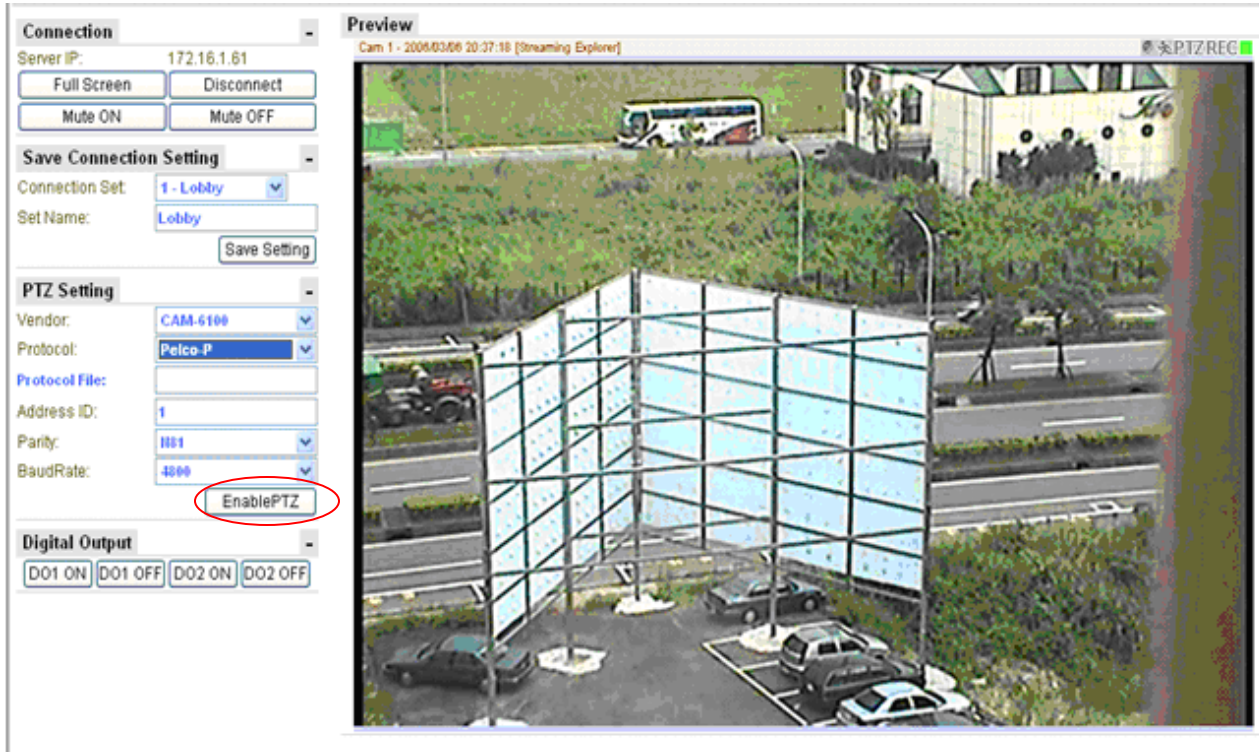 Connection -
Server IP: 172.16.1.61
Full Screen Disconnect
Mute ON Mute OFF
Save Connection Setting -
Connection Set: 1 - Lobby
Set Name: Lobby
Save Setting
PTZ Setting -
Vendor: CAM-6100
Protocol: Pelco-P
Protocol File:
Address ID: 1
Parity: N81
BaudRate: 4800
EnablePTZ
Digital Output -
DO1 ON DO1 OFF DO2 ON DO2 OFF
Preview
Cam 1 - 2006/03/06 20:37:18 [Streaming Explorer] PTZ REC